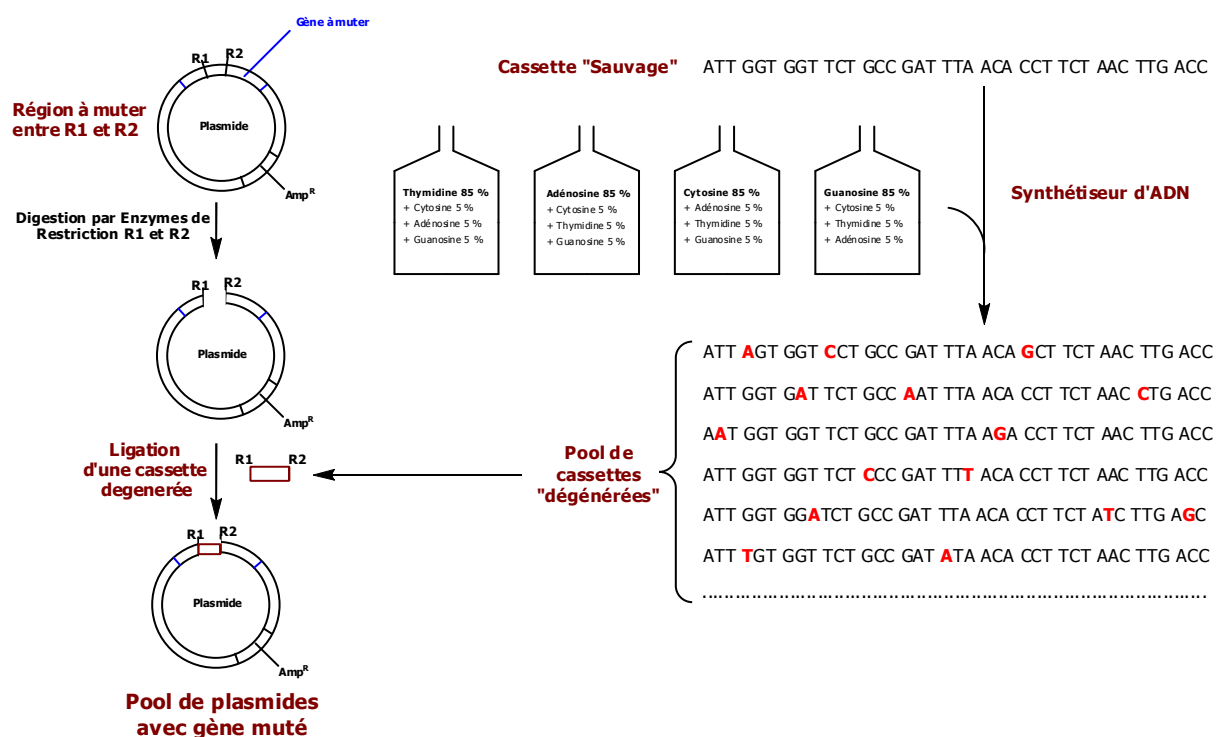 Gène à muter
R1
R2
Région à muter
entre R1 et R2
Plasmide
Amp^R
Digestion par Enzymes de
Restriction R1 et R2
R1
R2
Plasmide
Amp^R
Ligation
d'une cassette
degenerée
R1
R2
R1
R2
Plasmide
Amp^R
Pool de plasmides
avec gène muté
Cassette "Sauvage"
ATT GGT GGT TCT GCC GAT TTA ACA CCT TCT AAC TTG ACC
Thymidine 85 %
+ Cytosine 5 %
+ Adénosine 5 %
+ Guanosine 5 %
Adénosine 85 %
+ Cytosine 5 %
+ Thymidine 5 %
+ Guanosine 5 %
Cytosine 85 %
+ Adénosine 5 %
+ Thymidine 5 %
+ Guanosine 5 %
Guanosine 85 %
+ Cytosine 5 %
+ Thymidine 5 %
+ Adénosine 5 %
Synthétiseur d'ADN
Pool de
cassettes
"dégénérées"
ATT AGT GGT CCT GCC GAT TTA ACA GCT TCT AAC TTG ACC
ATT GGT GAT TCT GCC AAT TTA ACA CCT TCT AAC CTG ACC
AAT GGT GGT TCT GCC GAT TTA AGA CCT TCT AAC TTG ACC
ATT GGT GGT TCT CCC GAT TTT ACA CCT TCT AAC TTG ACC
ATT GGT GGA TCT GCC GAT TTA ACA CCT TCT ATC TTG AGC
ATT TGT GGT TCT GCC GAT ATA ACA CCT TCT AAC TTG ACC